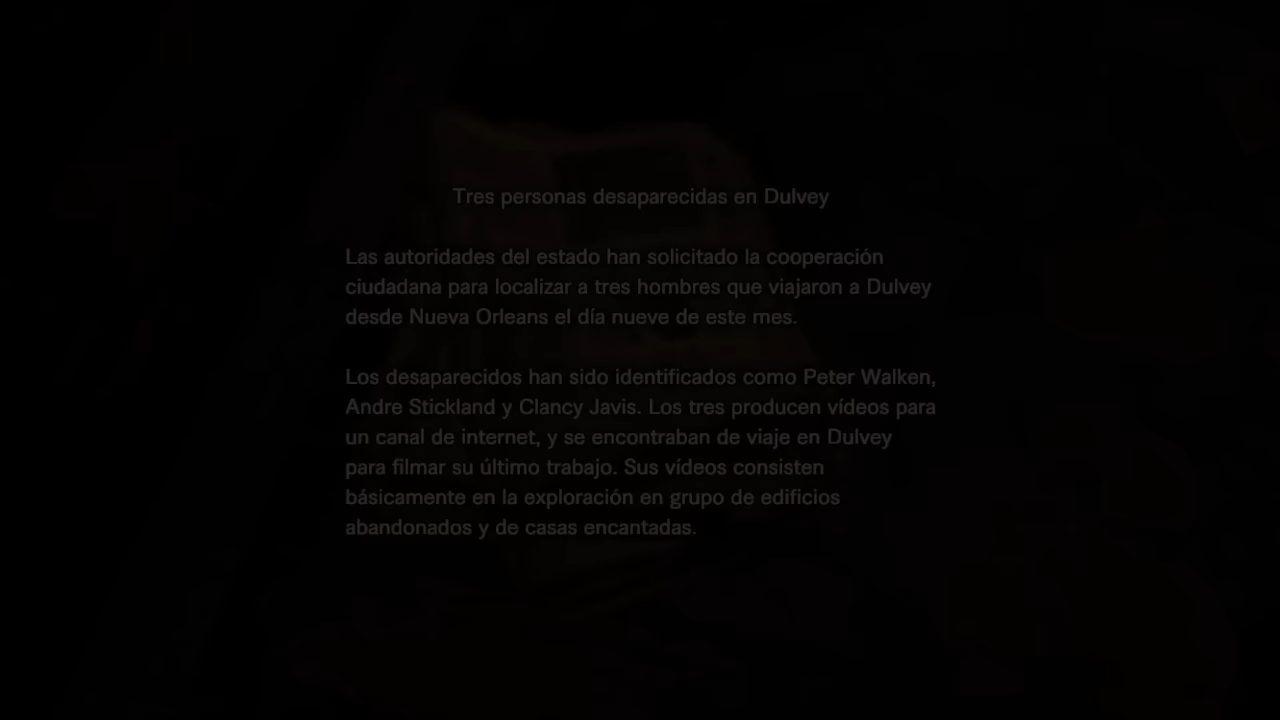 Tres personas desaparecidas en Dulvey
Las autoridades del estado han solicitado la cooperación
ciudadana para localizar a tres hombres que viajaron a Dulvey
desde Nueva Orleans el día nueve de este mes.
Los desaparecidos han sido identificados como Peter Walken,
Andre Stickland y Clancy Javis. Los tres producen vídeos para
un canal de internet, y se encontraban de viaje en Dulvey
para filmar su último trabajo. Sus vídeos consisten
básicamente en la exploración en grupo de edificios
abandonados y de casas encantadas.